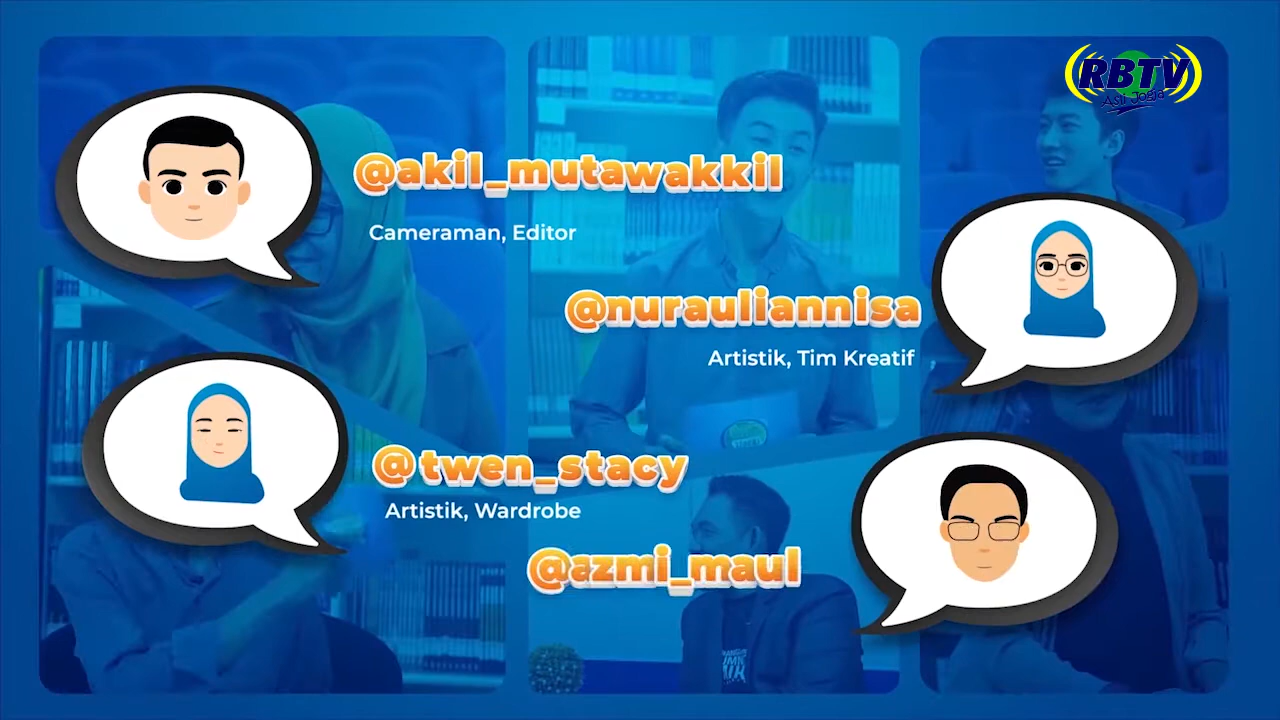 RBTV
Asli Jogja
@akil_mutawakkil
Cameraman, Editor
@nurauliannisa
Artistik, Tim Kreatif
@twen_stacy
Artistik, Wardrobe
@azmi_maul